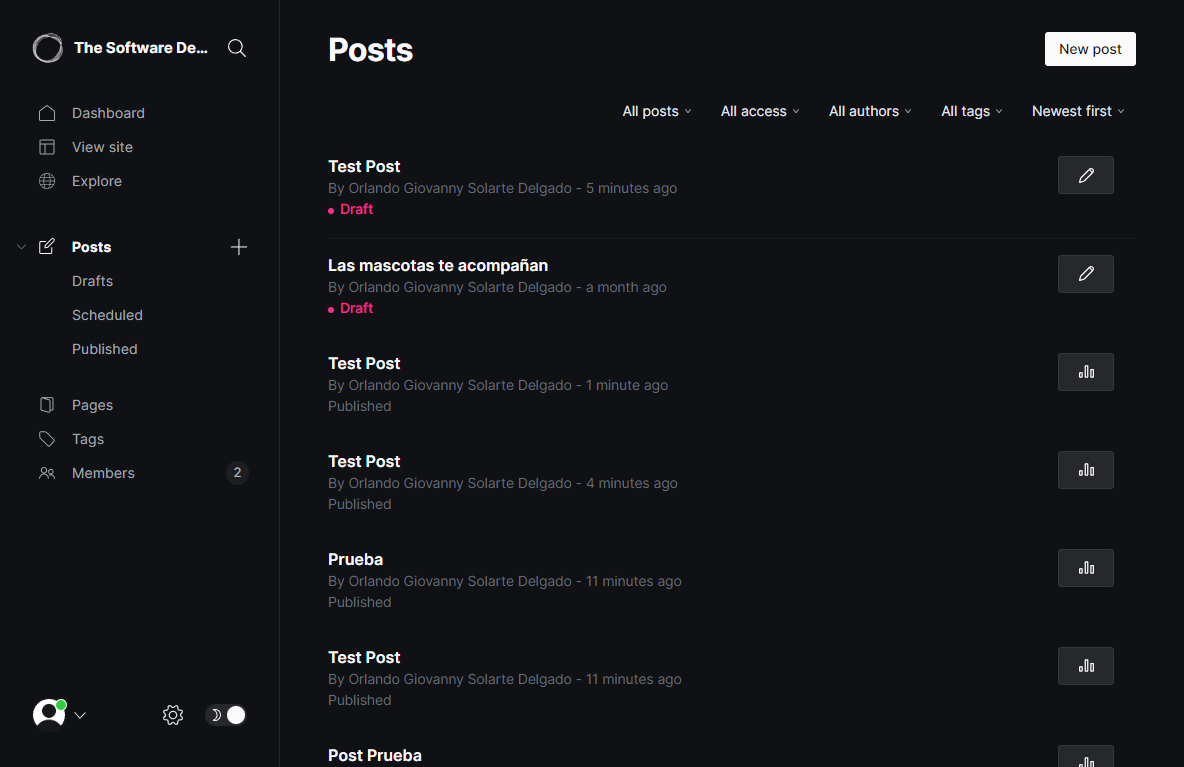 The Software De...
Dashboard
View site
Explore
Posts
Drafts
Scheduled
Published
Pages
Tags
Members 2
Posts
New post
All posts All access All authors All tags Newest first
Test Post
By Orlando Giovanny Solarte Delgado - 5 minutes ago
Draft
Las mascotas te acompañan
By Orlando Giovanny Solarte Delgado - a month ago
Draft
Test Post
By Orlando Giovanny Solarte Delgado - 1 minute ago
Published
Test Post
By Orlando Giovanny Solarte Delgado - 4 minutes ago
Published
Prueba
By Orlando Giovanny Solarte Delgado - 11 minutes ago
Published
Test Post
By Orlando Giovanny Solarte Delgado - 11 minutes ago
Published
Post Prueba